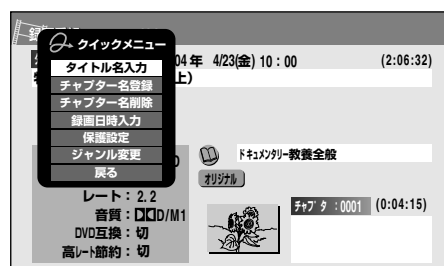 録
クイックメニュー
タイトル名入力
チャプター名登録
チャプター名削除
録画日時入力
保護設定
ジャンル変更
戻る
04年 4/23(金) 10:00 (2:06:32)
上)
D
ドキュメンタリー教養全般
オリジナル
レート:2.2
音質:D/M1
DVD互換:切
高レート節約:切
チャプタ:0001 (0:04:15)